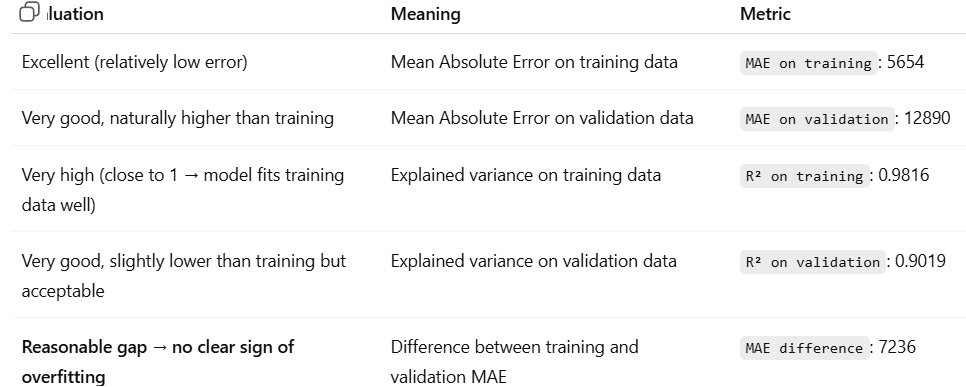 luation Meaning Metric
Excellent (relatively low error) Mean Absolute Error on training data MAE on training: 5654
Very good, naturally higher than training Mean Absolute Error on validation data MAE on validation: 12890
Very high (close to 1 → model fits training Explained variance on training data R² on training: 0.9816
data well)
Very good, slightly lower than training but Explained variance on validation data R² on validation: 0.9019
acceptable
Reasonable gap → no clear sign of Difference between training and MAE difference: 7236
overfitting validation MAE